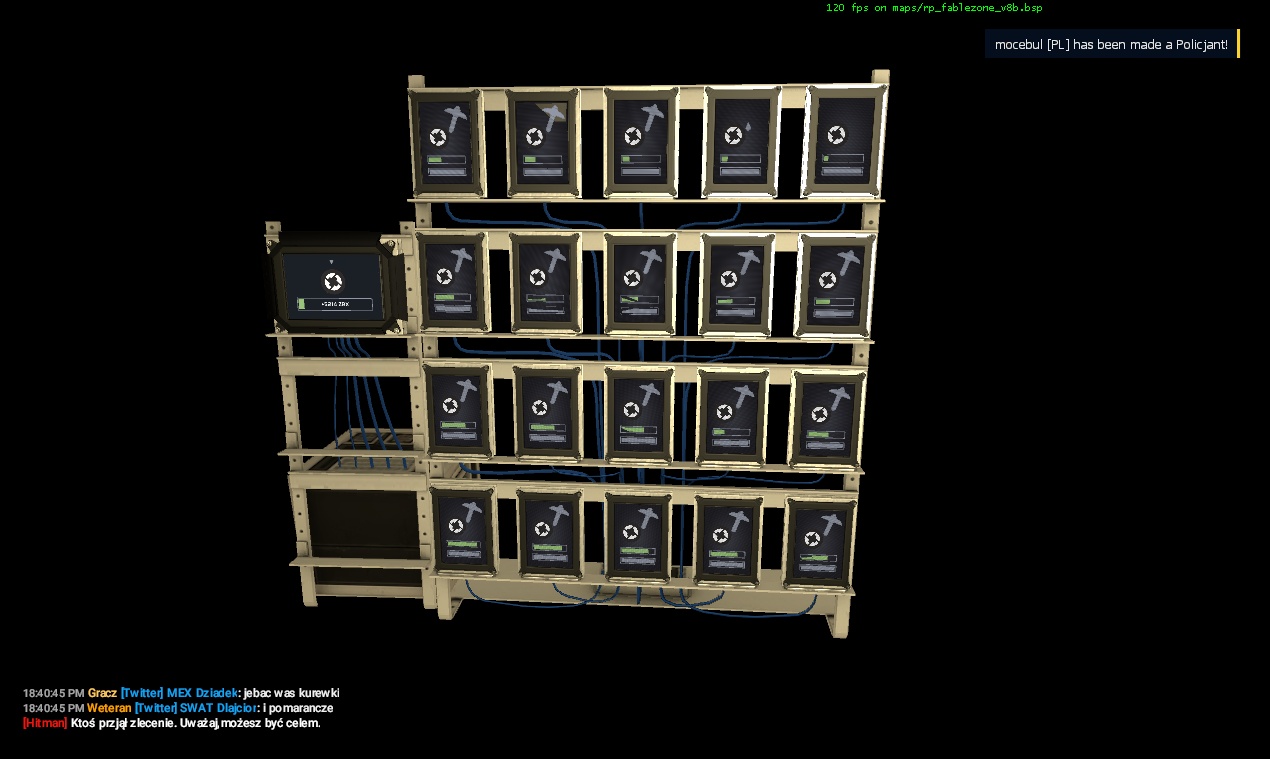 120 fps on maps/rp_fablezone_v8b.bsp
mocebul [PL] has been made a Policjant!
18:40:45 PM Gracz [Twitter] MEX Dziadek: jebac was kurewki
18:40:45 PM Weteran [Twitter] SWAT Dlajcior: i pomarancze
[Hitman] Ktoś przjął zlecenie. Uważaj,możesz być celem.